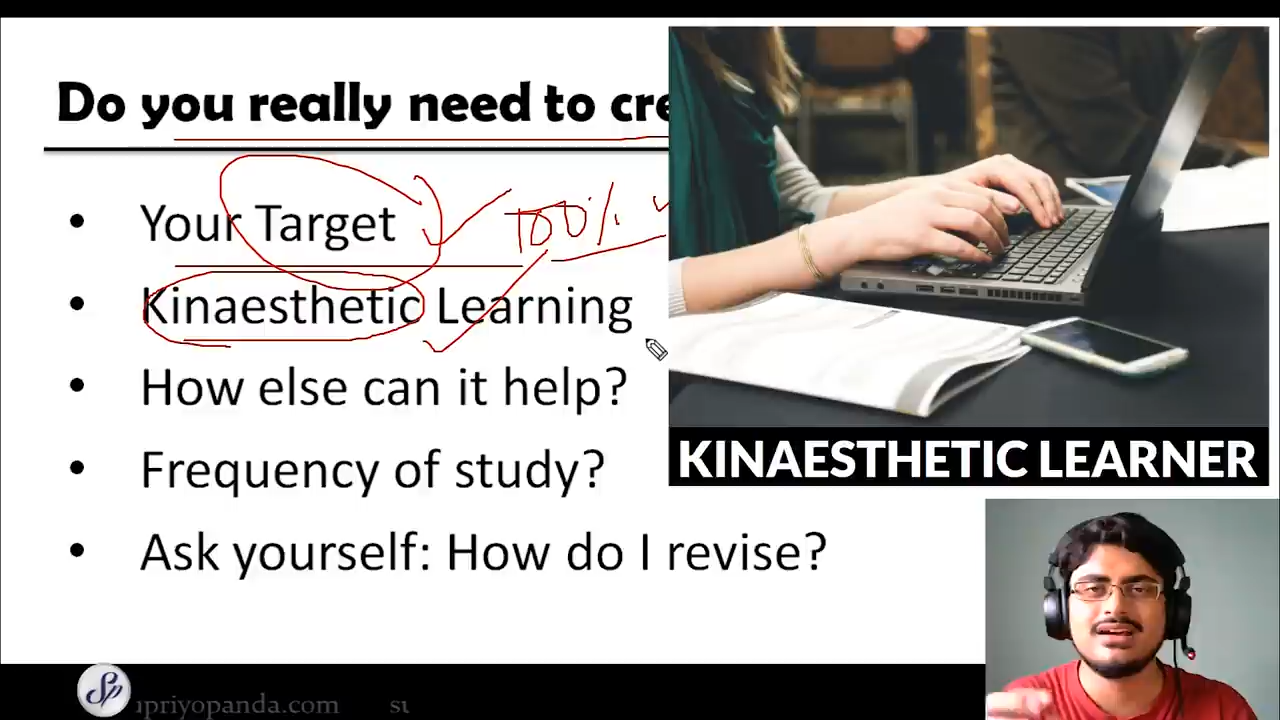 Do you really need to cre
• Your Target
100%
• Kinaesthetic Learning
• How else can it help?
• Frequency of study?
• Ask yourself: How do I revise?
KINAESTHETIC LEARNER
Sp
priyopanda.com